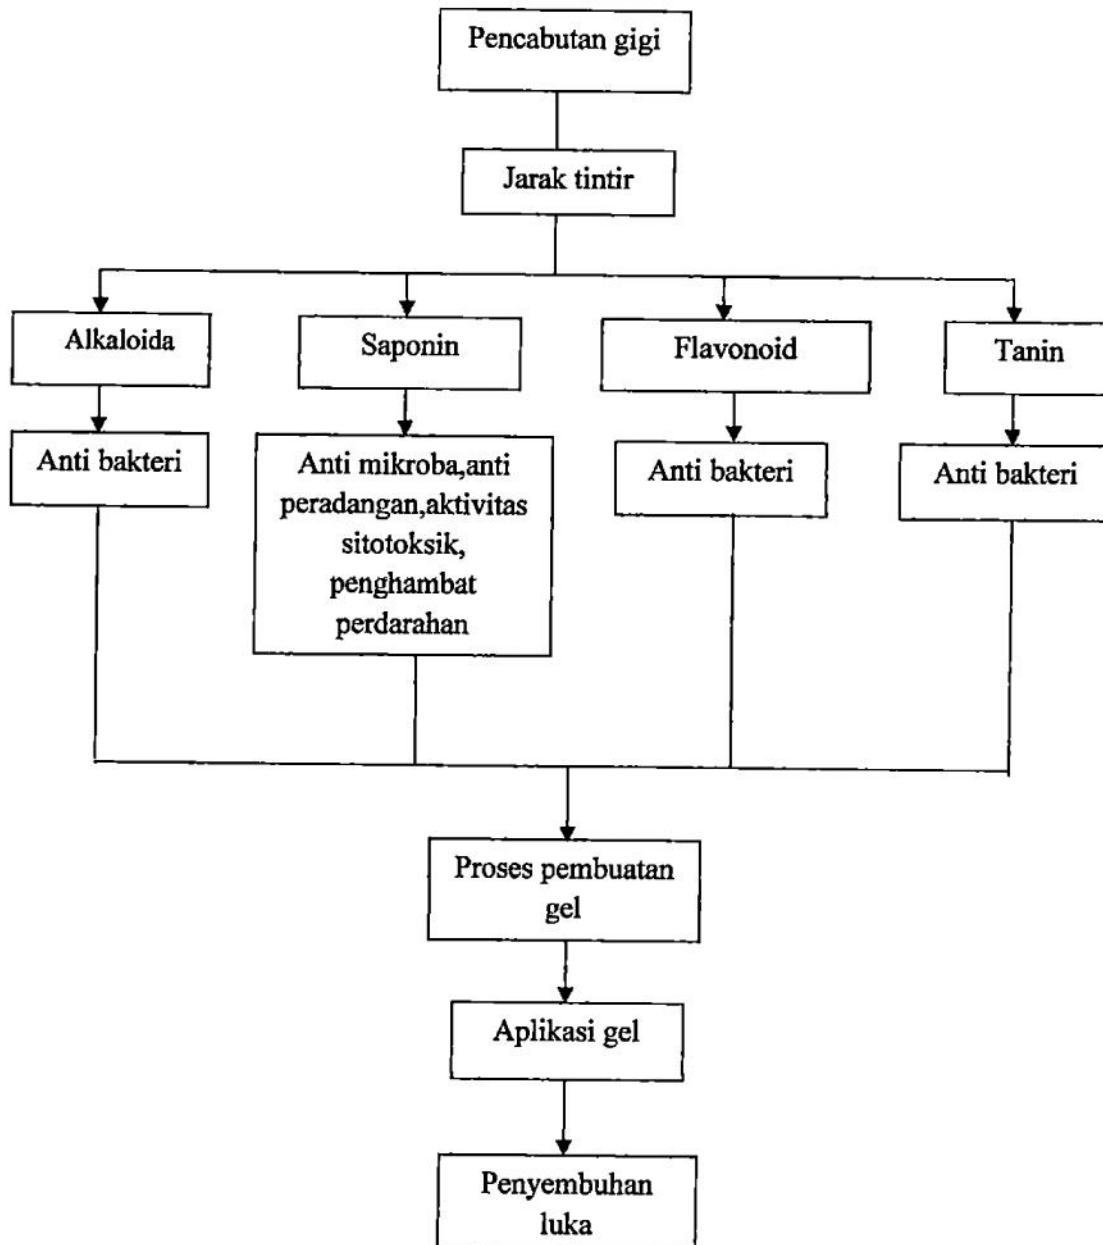 Pencabutan gigi
Jarak tintir
Alkaloida
Saponin
Flavonoid
Tanin
Anti bakteri
Anti mikroba,anti
peradangan,aktivitas
sitotoksik,
penghambat
perdarahan
Anti bakteri
Anti bakteri
Proses pembuatan
gel
Aplikasi gel
Penyembuhan
luka